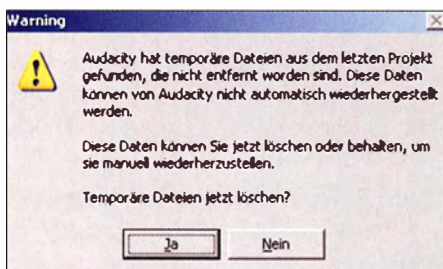 Warning
Audacity hat temporäre Dateien aus dem letzten Projekt
gefunden, die nicht entfernt worden sind. Diese Daten
können von Audacity nicht automatisch wiederhergestellt
werden.
Diese Daten können Sie jetzt löschen oder behalten, um
sie manuell wiederherzustellen.
Temporäre Dateien jetzt löschen?
Ja
Nein